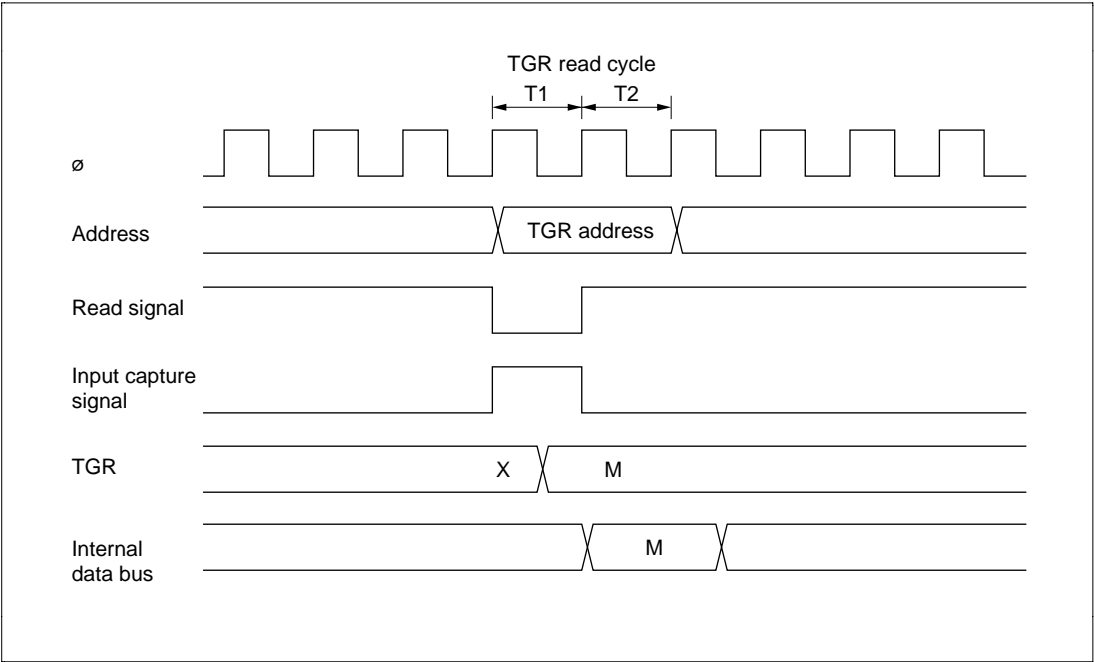 TGR read cycle
T1 T2
ø
Address
TGR address
Read signal
Input capture
signal
TGR
X M
Internal
data bus
M